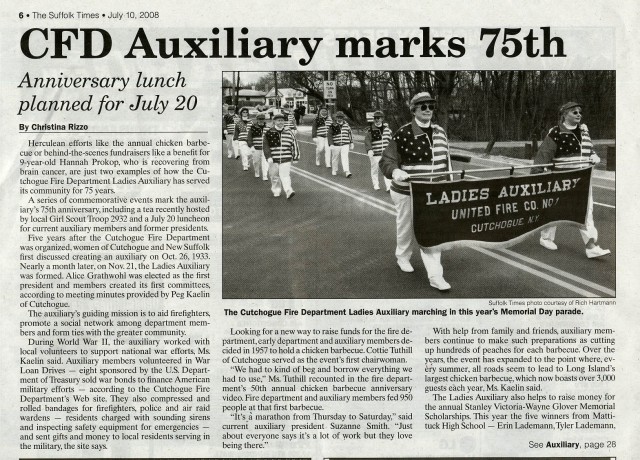 6 • The Suffolk Times • July 10, 2008
CFD Auxiliary marks 75th
Anniversary lunch
planned for July 20
By Christina Rizzo
Herculean efforts like the annual chicken barbe-
cue or behind-the-scenes fundraisers like a benefit for
9-year-old Hannah Prokop, who is recovering from
brain cancer, are just two examples of how the Cu-
tchogue Fire Department Ladies Auxiliary has served
its community for 75 years.
A series of commemorative events mark the auxil-
iary's 75th anniversary, including a tea recently hosted
by local Girl Scout Troop 2932 and a July 20 luncheon
for current auxiliary members and former presidents.
Five years after the Cutchogue Fire Department
was organized, women of Cutchogue and New Suffolk
first discussed creating an auxiliary on Oct. 26, 1933.
Nearly a month later, on Nov. 21, the Ladies Auxiliary
was formed. Alice Grathwohl was elected as the first
president and members created its first committees,
according to meeting minutes provided by Peg Kaelin
of Cutchogue.
The auxiliary's guiding mission is to aid firefighters,
promote a social network among department mem-
bers and form ties with the greater community.
During World War II, the auxiliary worked with
local volunteers to support national war efforts, Ms.
Kaelin said. Auxiliary members volunteered in War
Loan Drives — eight sponsored by the U.S. Depart-
ment of Treasury sold war bonds to finance American
military efforts — according to the Cutchogue Fire
Department's Web site. They also compressed and
rolled bandages for firefighters, police and air raid
wardens — residents charged with sounding sirens
and inspecting safety equipment for emergencies —
and sent gifts and money to local residents serving in
the military, the site says.
LADIES AUXILIARY
UNITED FIRE CO. NO. 1
CUTCHOGUE, N.Y.
Suffolk Times photo courtesy of Rich Hartmann
The Cutchogue Fire Department Ladies Auxiliary marching in this year's Memorial Day parade.
Looking for a new way to raise funds for the fire de-
partment, early department and auxiliary members de-
cided in 1957 to hold a chicken barbecue. Cottie Tuthill
of Cutchogue served as the event's first chairwoman.
"We had to kind of beg and borrow everything we
had to use," Ms. Tuthill recounted in the fire depart-
ment's 50th annual chicken barbecue anniversary
video. Fire department and auxiliary members fed 950
people at that first barbecue.
"It's a marathon from Thursday to Saturday," said
current auxiliary president Suzanne Smith. "Just
about everyone says it's a lot of work but they love
being there."
With help from family and friends, auxiliary mem-
bers continue to make such preparations as cutting
up hundreds of peaches for each barbecue. Over the
years, the event has expanded to the point where, ev-
ery summer, all roads seem to lead to Long Island's
largest chicken barbecue, which now boasts over 3,000
guests each year, Ms. Kaelin said.
The Ladies Auxiliary also helps to raise money for
the annual Stanley Victoria-Wayne Glover Memorial
Scholarships. This year the five winners from Matti-
tuck High School — Erin Lademann, Tyler Lademann,
See Auxiliary, page 28